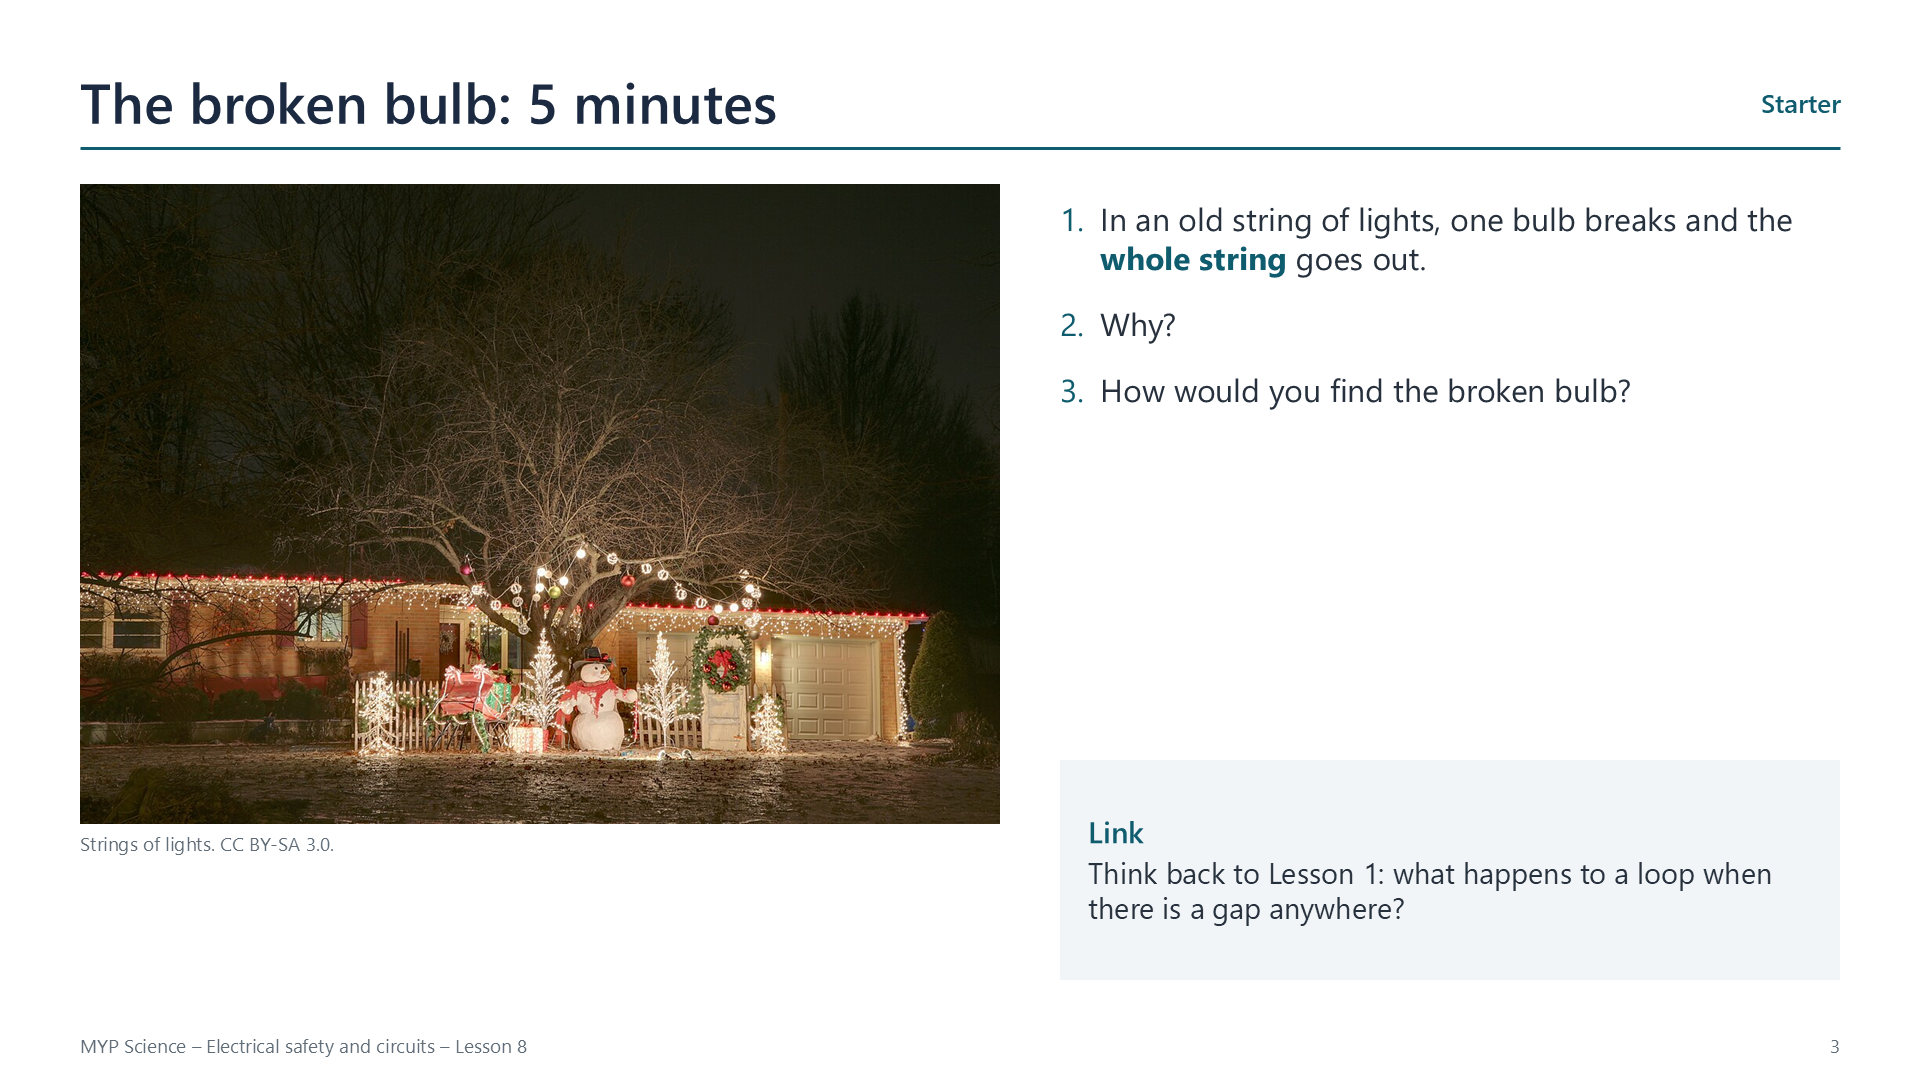 The broken bulb: 5 minutes
Starter
1. In an old string of lights, one bulb breaks and the
whole string goes out.
2. Why?
3. How would you find the broken bulb?
Strings of lights. CC BY-SA 3.0.
Link
Think back to Lesson 1: what happens to a loop when
there is a gap anywhere?
MYP Science – Electrical safety and circuits – Lesson 8
3